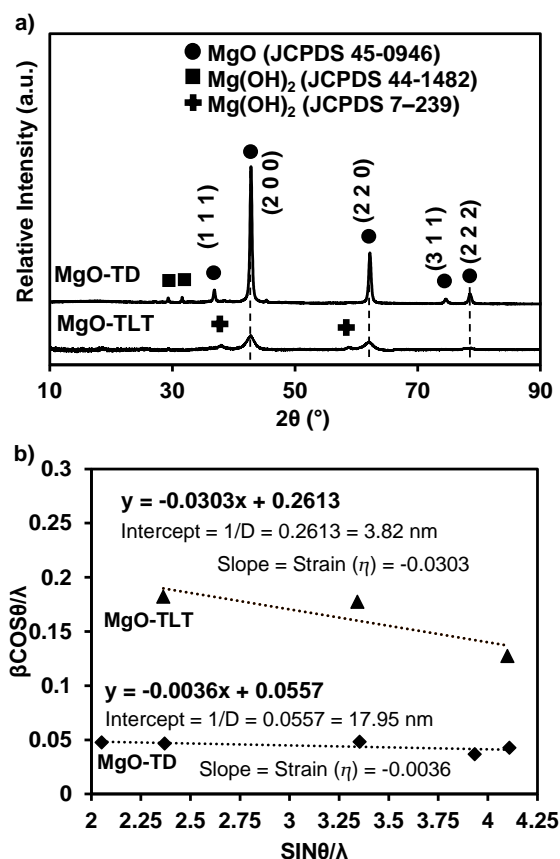 a)
MgO (JCPDS 45-0946)
Mg(OH)₂ (JCPDS 44-1482)
Mg(OH)₂ (JCPDS 7–239)
Relative Intensity (a.u.)
(1 1 1)
(2 0 0)
(2 2 0)
(3 1 1)
(2 2 2)
MgO-TD
MgO-TLT
10 30 50 70 90
2θ (°)
b)
0.3
0.25
0.2
0.15
0.1
0.05
0
βCOSθ/λ
y = -0.0303x + 0.2613
Intercept = 1/D = 0.2613 = 3.82 nm
Slope = Strain (η) = -0.0303
MgO-TLT
y = -0.0036x + 0.0557
Intercept = 1/D = 0.0557 = 17.95 nm
MgO-TD
Slope = Strain (η) = -0.0036
2 2.25 2.5 2.75 3 3.25 3.5 3.75 4 4.25
SINθ/λ